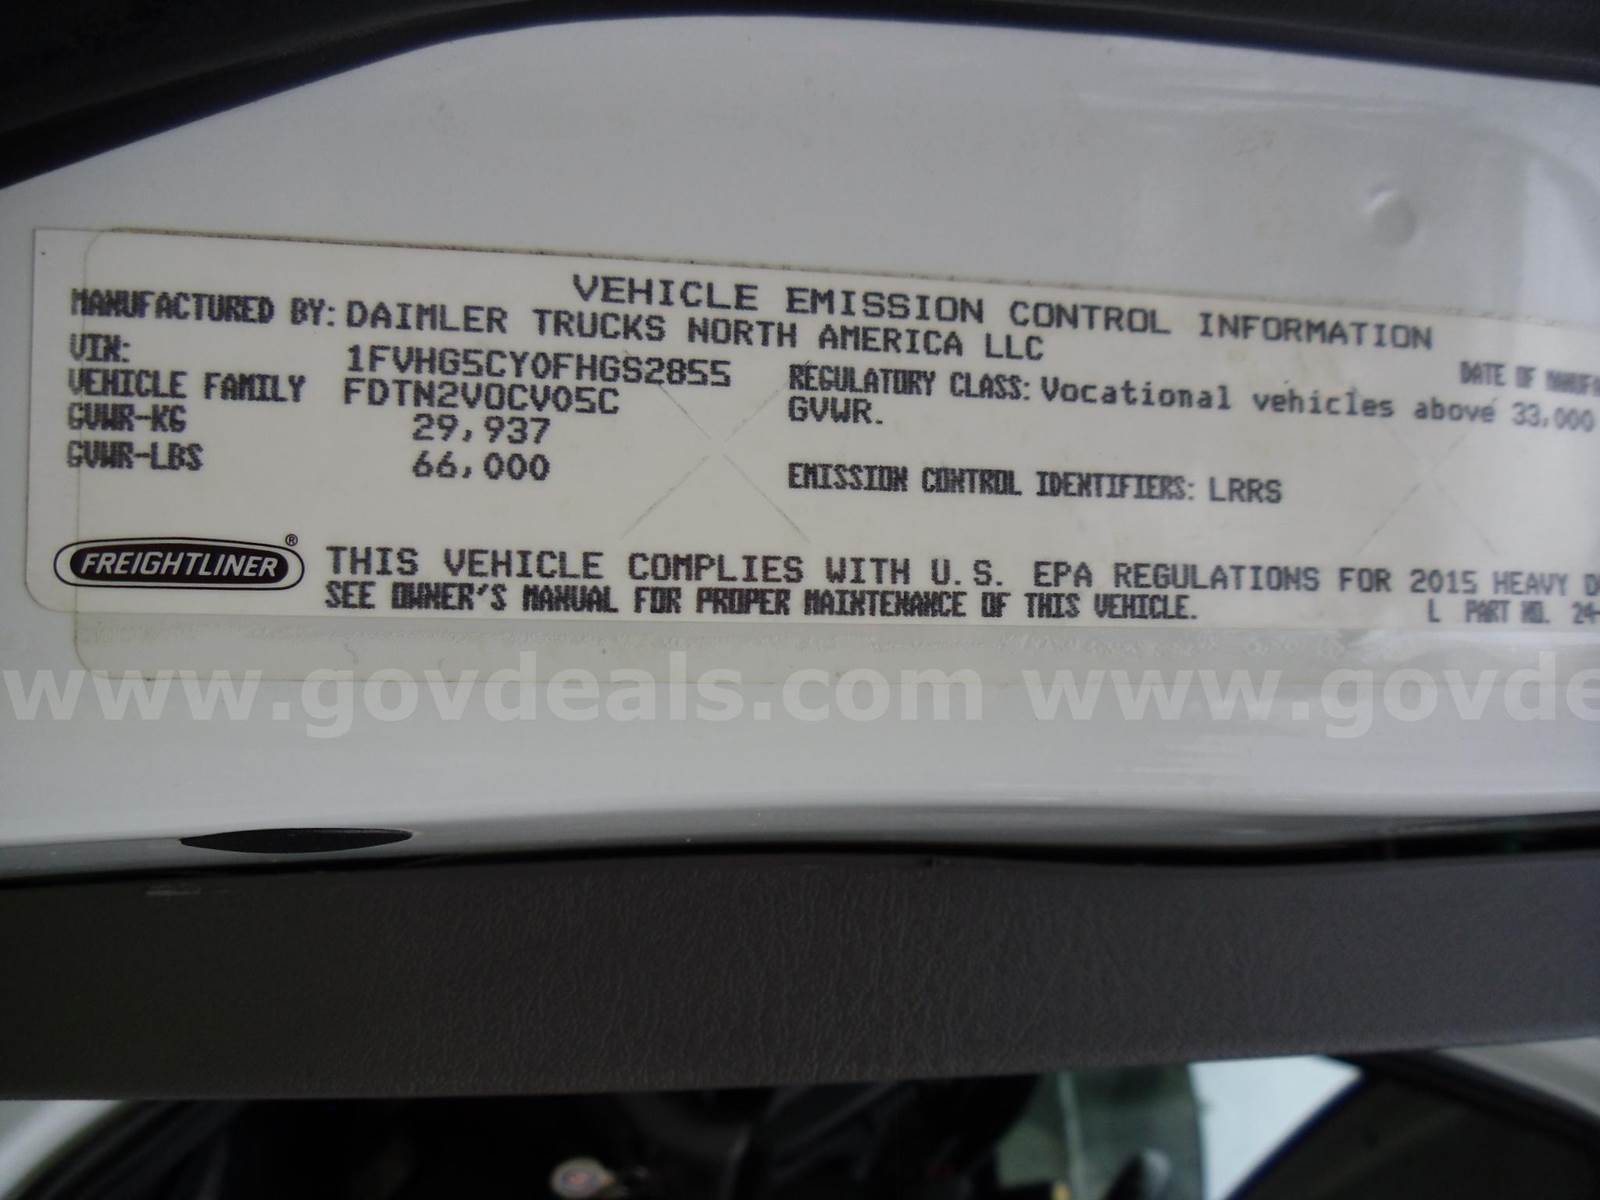 VEHICLE EMISSION CONTROL INFORMATION
MANUFACTURED BY: DAIMLER TRUCKS NORTH AMERICA LLC
VIN: 1FVHG5CY0FHGS2855
DATE OF
VEHICLE FAMILY FDTN2VOCV05C
REGULATORY CLASS: Vocational vehicles above 33,000
GVWR.
GVWR-KG 29,937
GVWR-LBS 66,000
EMISSION CONTROL IDENTIFIERS: LRRS
FREIGHTLINER®
THIS VEHICLE COMPLIES WITH U.S. EPA REGULATIONS FOR 2015 HEAVY D
SEE OWNER'S MANUAL FOR PROPER MAINTENANCE OF THIS VEHICLE.
L PART NO. 24-
www.govdeals.com www.govde